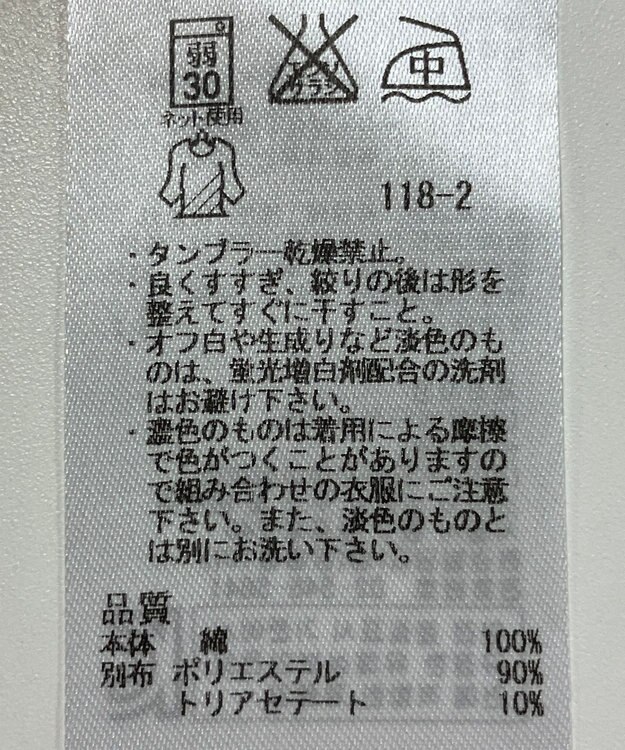 弱
30
ネット使用
エンソ
サラシ
中
118-2
・タンブラー乾燥禁止。
・良くすすぎ、絞りの後は形を
整えてすぐに干すこと。
・オフ白や生成りなど淡色のも
のは、蛍光増白剤配合の洗剤
はお避け下さい。
・濃色のものは着用による摩擦
で色がつくことがありますの
で組み合わせの衣服にご注意
下さい。また、淡色のものと
は別にお洗い下さい。
品質
本体 綿 100%
別布 ポリエステル 90%
トリアセテート 10%